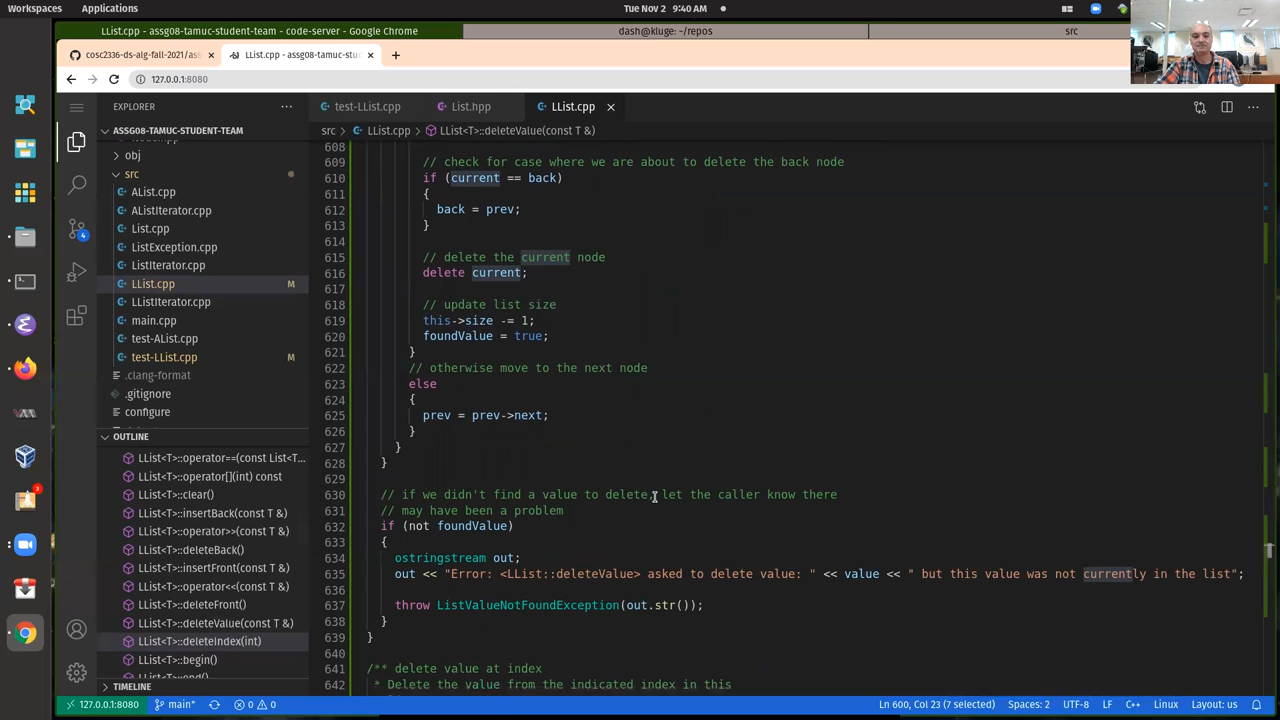 Workspaces
Applications
Tue Nov 2 9:40 AM
LList.cpp - assg08-tamuc-student-team - code-server - Google Chrome
dash@kluge: ~/repos
src
cosc2336-ds-alg-fall-2021/ass
LList.cpp - assg08-tamuc-stu
127.0.0.1:8080
EXPLORER
test-LList.cpp
List.hpp
LList.cpp
ASSG08-TAMUC-STUDENT-TEAM
src > LList.cpp > LList<T>::deleteValue(const T &)
obj
src
AList.cpp
AListIterator.cpp
List.cpp
ListException.cpp
ListIterator.cpp
LList.cpp M
LListIterator.cpp
main.cpp
test-AList.cpp
test-LList.cpp M
.clang-format
.gitignore
configure
OUTLINE
LList<T>::operator==(const List<T...
LList<T>::operator[](int) const
LList<T>::clear()
LList<T>::insertBack(const T &)
LList<T>::operator>>(const T &)
LList<T>::deleteBack()
LList<T>::insertFront(const T &)
LList<T>::operator<<(const T &)
LList<T>::deleteFront()
LList<T>::deleteValue(const T &)
LList<T>::deleteIndex(int)
LList<T>::begin()
TIMELINE
608
609 // check for case where we are about to delete the back node
610 if (current == back)
611 {
612 back = prev;
613 }
614
615 // delete the current node
616 delete current;
617
618 // update list size
619 this->size -= 1;
620 foundValue = true;
621 }
622 // otherwise move to the next node
623 else
624 {
625 prev = prev->next;
626 }
627 }
628 }
629
630 // if we didn't find a value to delete, let the caller know there
631 // may have been a problem
632 if (not foundValue)
633 {
634 ostringstream out;
635 out << "Error: <LList::deleteValue> asked to delete value: " << value << " but this value was not currently in the list";
636
637 throw ListValueNotFoundException(out.str());
638 }
639 }
640
641 /** delete value at index
642 * Delete the value from the indicated index in this
127.0.0.1:8080
main*
0 0
Ln 600, Col 23 (7 selected)
Spaces: 2
UTF-8
LF
C++
Linux
Layout: us